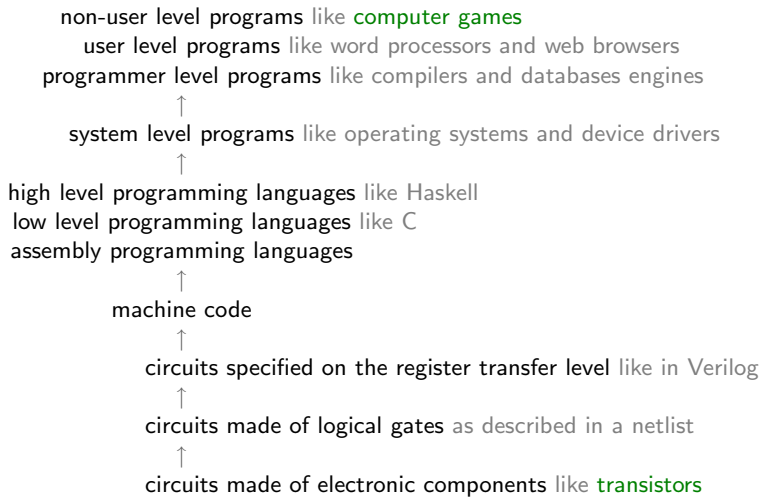 non-user level programs like computer games
user level programs like word processors and web browsers
programmer level programs like compilers and databases engines
↑
system level programs like operating systems and device drivers
↑
high level programming languages like Haskell
low level programming languages like C
assembly programming languages
↑
machine code
↑
circuits specified on the register transfer level like in Verilog
↑
circuits made of logical gates as described in a netlist
↑
circuits made of electronic components like transistors